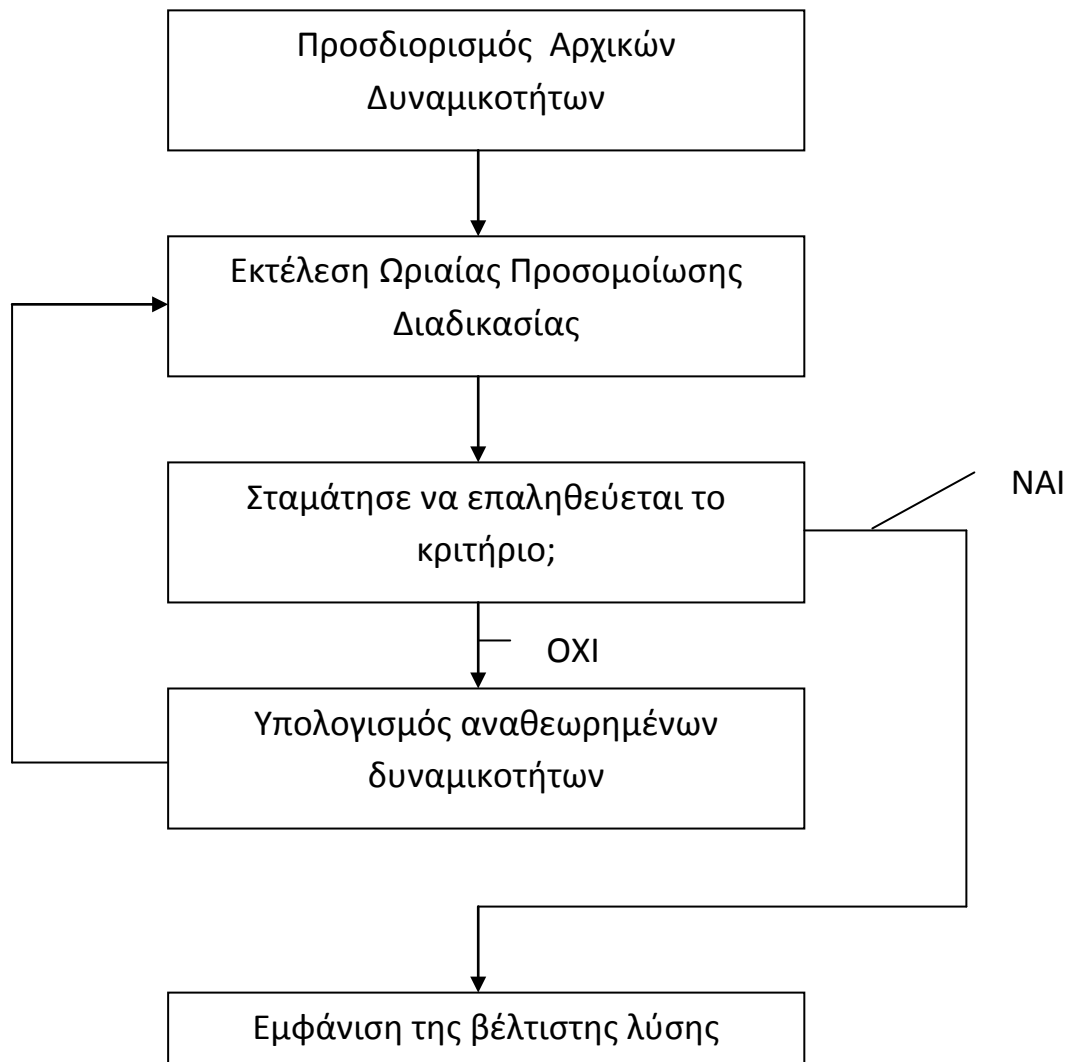 Προσδιορισμός Αρχικών
Δυναμικοτήτων
Εκτέλεση Ωριαίας Προσομοίωσης
Διαδικασίας
Σταμάτησε να επαληθεύεται το
κριτήριο;
ΝΑΙ
ΟΧΙ
Υπολογισμός αναθεωρημένων
δυναμικοτήτων
Εμφάνιση της βέλτιστης λύσης